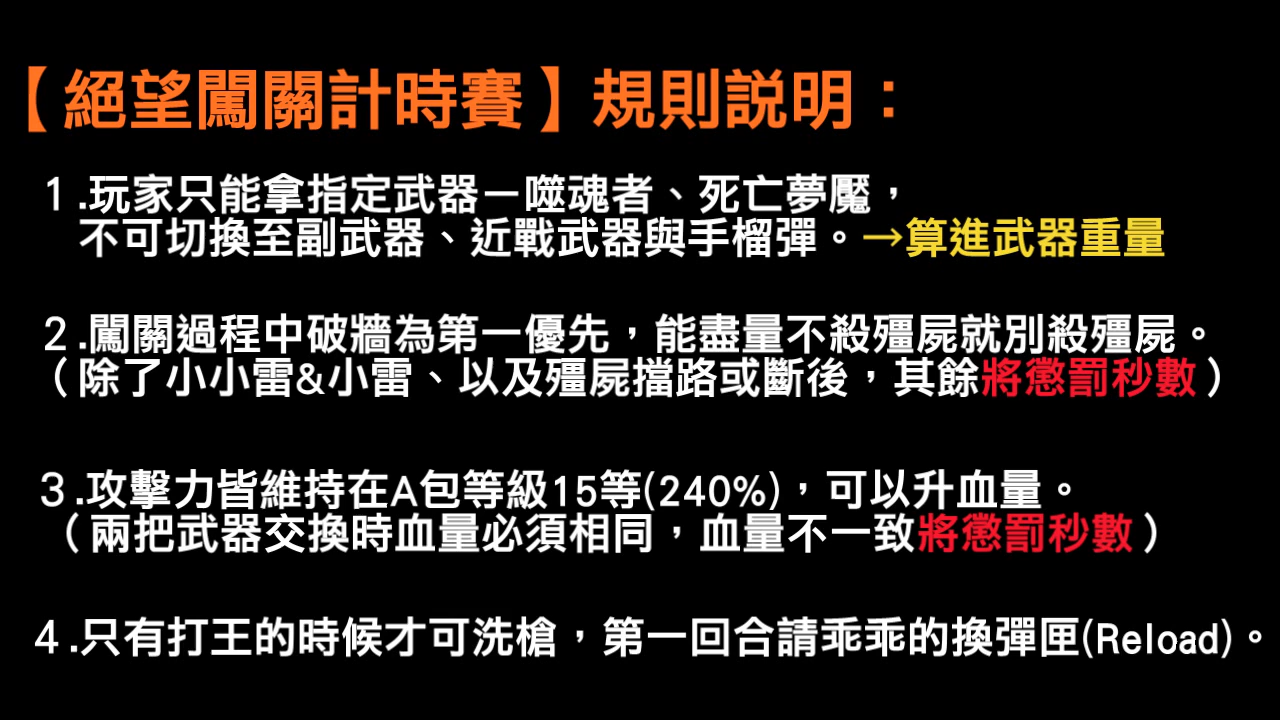 【絕望闖關計時賽】規則説明：
１.玩家只能拿指定武器－噬魂者、死亡夢魘，
不可切換至副武器、近戰武器與手榴彈。→算進武器重量
２.闖關過程中破牆為第一優先，能盡量不殺殭屍就別殺殭屍。
（除了小小雷&小雷、以及殭屍擋路或斷後，其餘將懲罰秒數）
３.攻擊力皆維持在A包等級15等(240%)，可以升血量。
（兩把武器交換時血量必須相同，血量不一致將懲罰秒數）
４.只有打王的時候才可洗槍，第一回合請乖乖的換彈匣(Reload)。